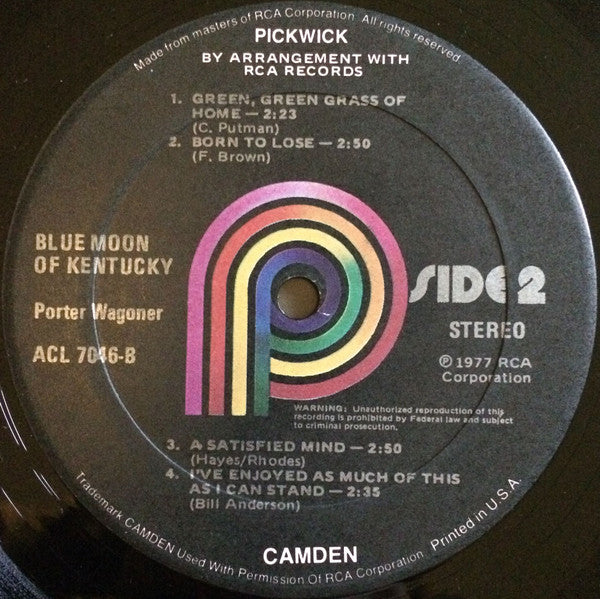 Made from masters of RCA Corporation. All rights reserved.
PICKWICK
BY ARRANGEMENT WITH
RCA RECORDS
1. GREEN, GREEN GRASS OF
HOME — 2:23
(C. Putman)
2. BORN TO LOSE — 2:50
(F. Brown)
BLUE MOON
OF KENTUCKY
Porter Wagoner
ACL 7046-B
SIDE 2
STEREO
℗ 1977 RCA
Corporation
WARNING: Unauthorized reproduction of this
recording is prohibited by Federal law and subject
to criminal prosecution.
3. A SATISFIED MIND — 2:50
(Hayes/Rhodes)
4. I'VE ENJOYED AS MUCH OF THIS
AS I CAN STAND — 2:35
(Bill Anderson)
CAMDEN
Trademark CAMDEN Used With Permission Of RCA Corporation. Printed in U.S.A.